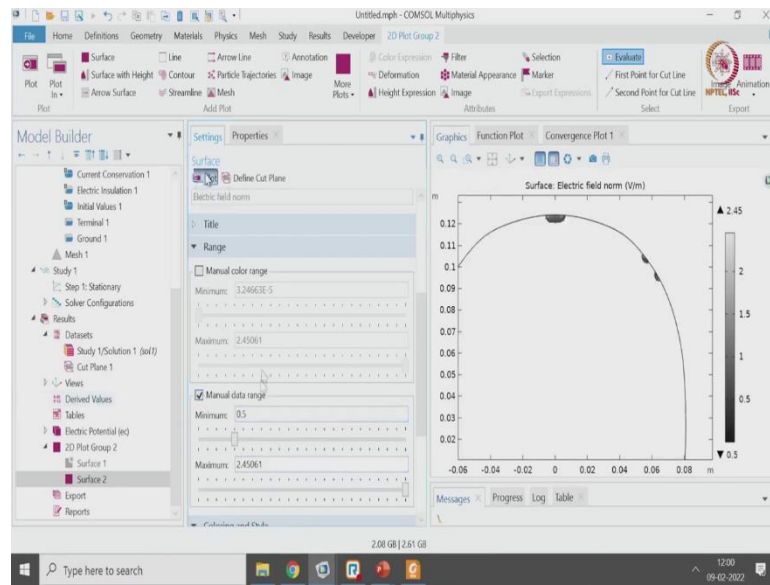 Untitled.mph - COMSOL Multiphysics
File Home Definitions Geometry Materials Physics Mesh Study Results Developer 2D Plot Group 2
Plot
Plot In
Plot
Surface
Surface with Height
Arrow Surface
Line
Contour
Streamline
Arrow Line
Particle Trajectories
Mesh
Annotation
Image
More Plots
Add Plot
Color Expression
Deformation
Height Expression
Filter
Material Appearance
Image
Selection
Marker
Export Expressions
Attributes
Evaluate
First Point for Cut Line
Second Point for Cut Line
Select
Image
Animation
NPTEL, IISc
Export
Model Builder
Current Conservation 1
Electric Insulation 1
Initial Values 1
Terminal 1
Ground 1
Mesh 1
Study 1
Step 1: Stationary
Solver Configurations
Results
Datasets
Study 1/Solution 1 (sol1)
Cut Plane 1
Views
Derived Values
Tables
Electric Potential (ec)
2D Plot Group 2
Surface 1
Surface 2
Export
Reports
Settings Properties
Surface
Define Cut Plane
Electric field norm
Title
Range
Manual color range
Minimum: 3.24663E-5
Maximum: 2.45061
Manual data range
Minimum: 0.5
Maximum: 2.45061
Coloring and Style
Graphics Function Plot Convergence Plot 1
Surface: Electric field norm (V/m)
m
0.12
0.11
0.1
0.09
0.08
0.07
0.06
0.05
0.04
0.03
0.02
-0.06 -0.04 -0.02 0 0.02 0.04 0.06 0.08 m
2.45
2
1.5
1
0.5
Messages Progress Log Table
2.08 GB | 2.61 GB
Type here to search
12:00
09-02-2022